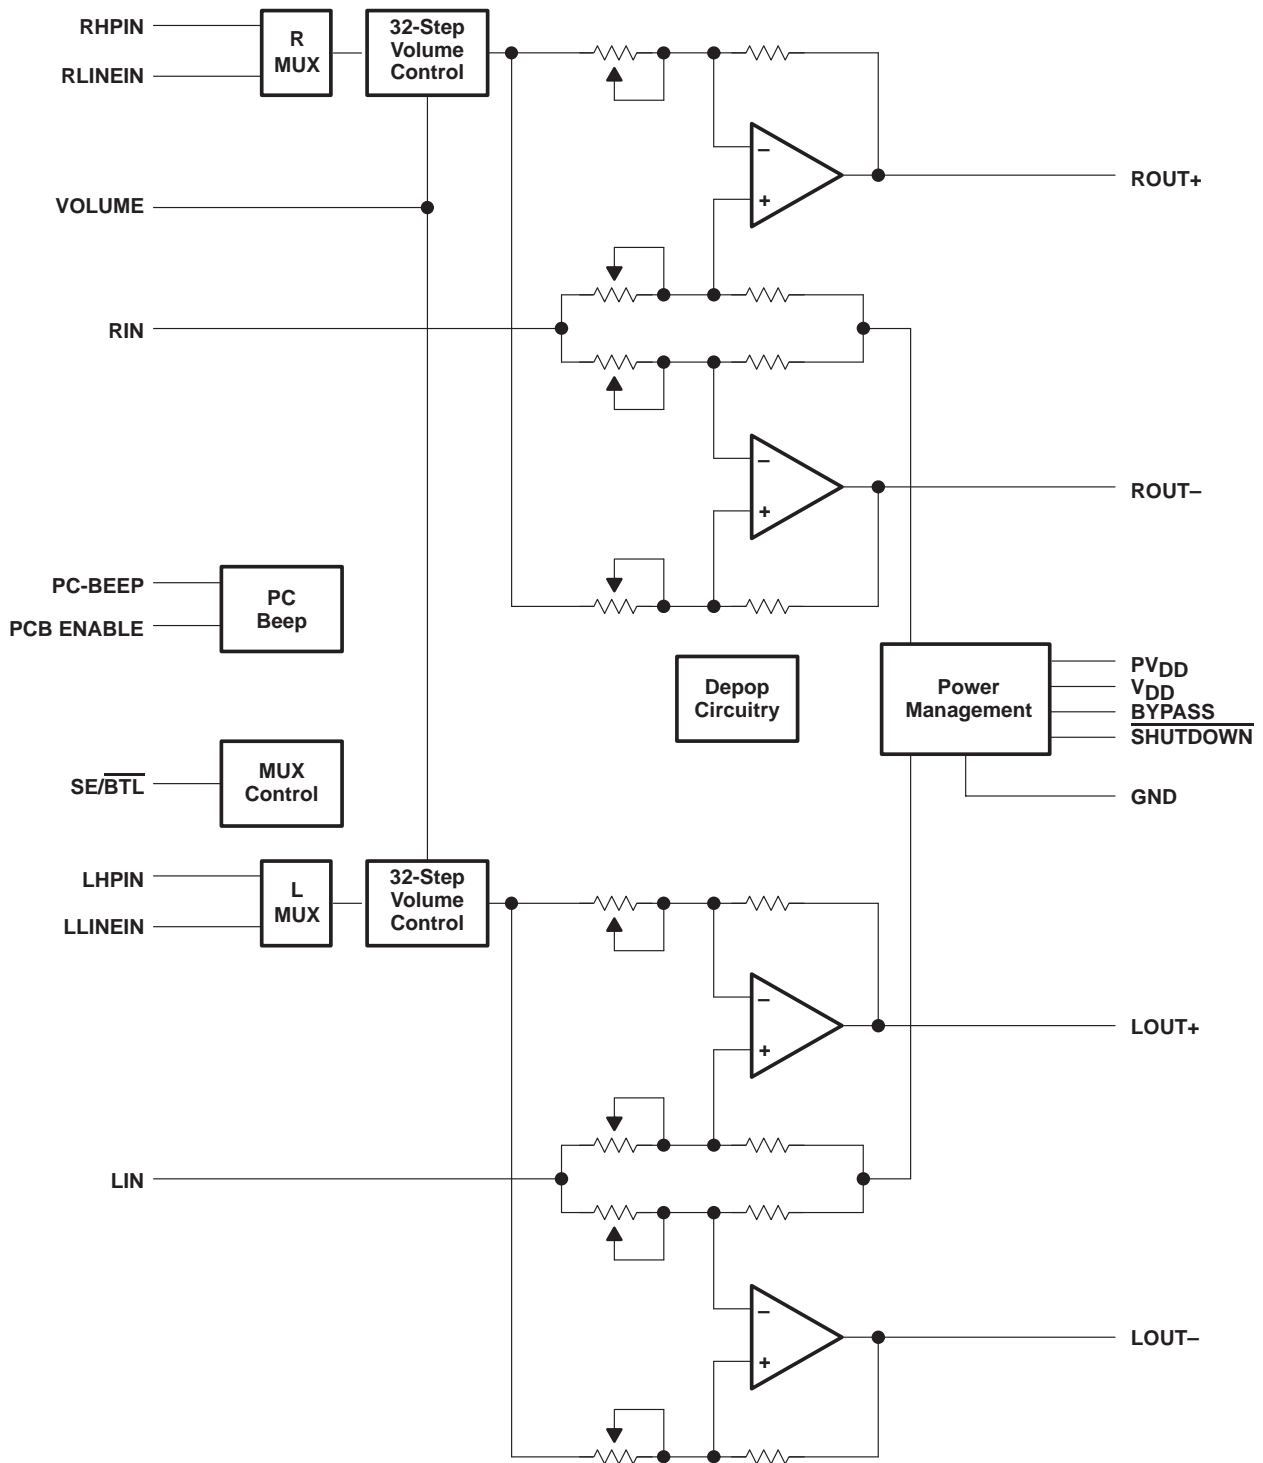 RHPIN
RLINEIN
R
MUX
32-Step
Volume
Control
–
+
ROUT+
VOLUME
RIN
–
+
ROUT–
PC-BEEP
PCB ENABLE
PC
Beep
Depop
Circuitry
Power
Management
PVDD
VDD
BYPASS
SHUTDOWN
GND
SE/BTL
MUX
Control
LHPIN
LLINEIN
L
MUX
32-Step
Volume
Control
–
+
LOUT+
LIN
–
+
LOUT–